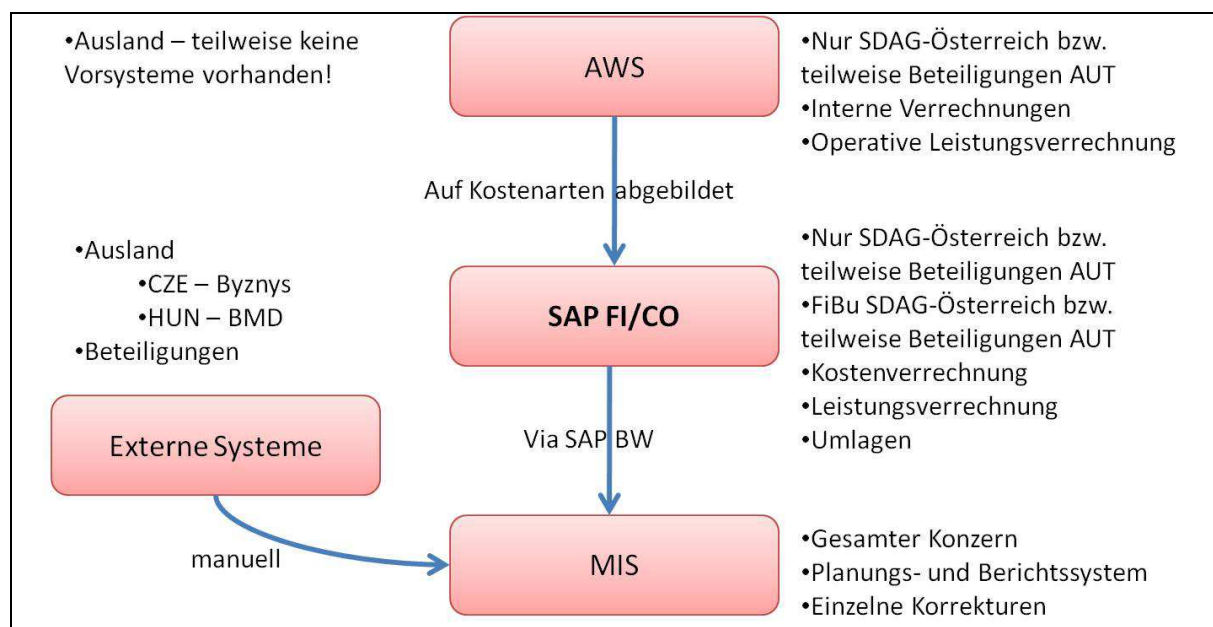 •Ausland – teilweise keine
Vorsysteme vorhanden!
AWS
•Nur SDAG-Österreich bzw.
teilweise Beteiligungen AUT
•Interne Verrechnungen
•Operative Leistungsverrechnung
Auf Kostenarten abgebildet
•Ausland
•CZE – Byznys
•HUN – BMD
•Beteiligungen
SAP FI/CO
•Nur SDAG-Österreich bzw.
teilweise Beteiligungen AUT
•FiBu SDAG-Österreich bzw.
teilweise Beteiligungen AUT
•Kostenverrechnung
•Leistungsverrechnung
•Umlagen
Externe Systeme
Via SAP BW
manuell
MIS
•Gesamter Konzern
•Planungs- und Berichtssystem
•Einzelne Korrekturen